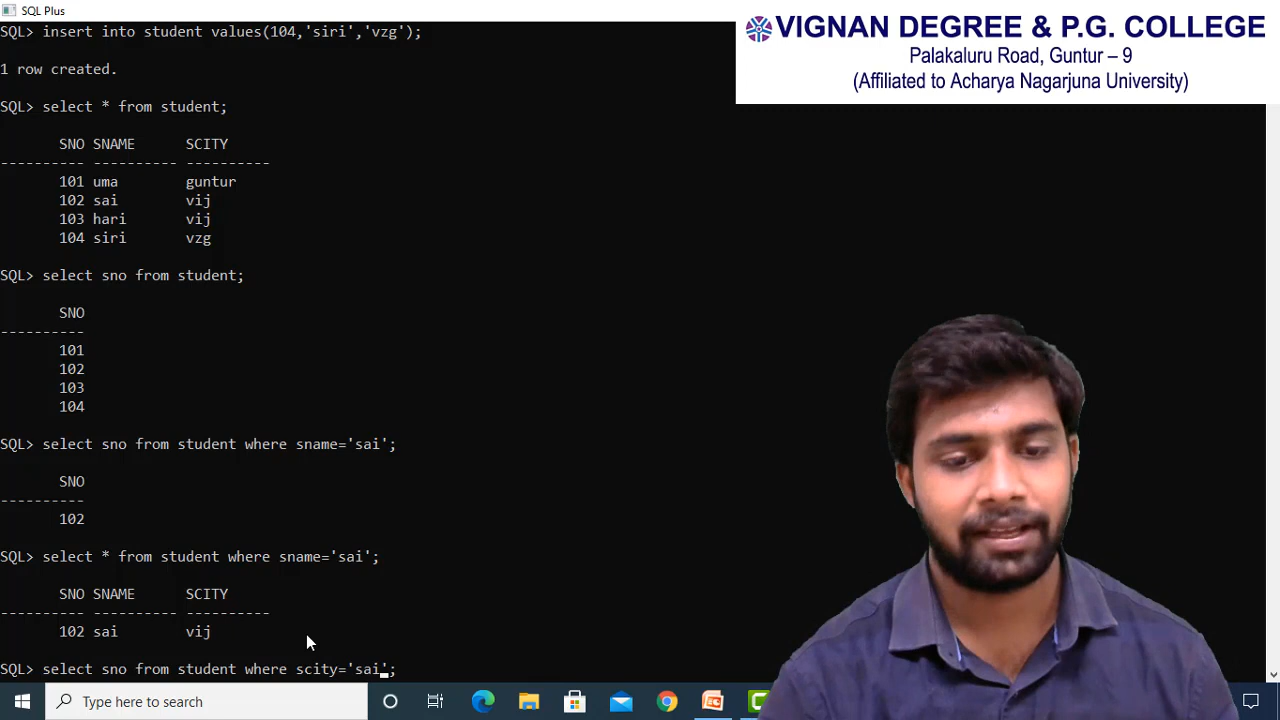 SQL Plus
SQL> insert into student values(104,'siri','vzg');
1 row created.
SQL> select * from student;
SNO SNAME SCITY
---------- ---------- ----------
101 uma guntur
102 sai vij
103 hari vij
104 siri vzg
SQL> select sno from student;
SNO
----------
101
102
103
104
SQL> select sno from student where sname='sai';
SNO
----------
102
SQL> select * from student where sname='sai';
SNO SNAME SCITY
---------- ---------- ----------
102 sai vij
SQL> select sno from student where scity='sai';
VIGNAN DEGREE & P.G. COLLEGE
Palakaluru Road, Guntur – 9
(Affiliated to Acharya Nagarjuna University)
Type here to search